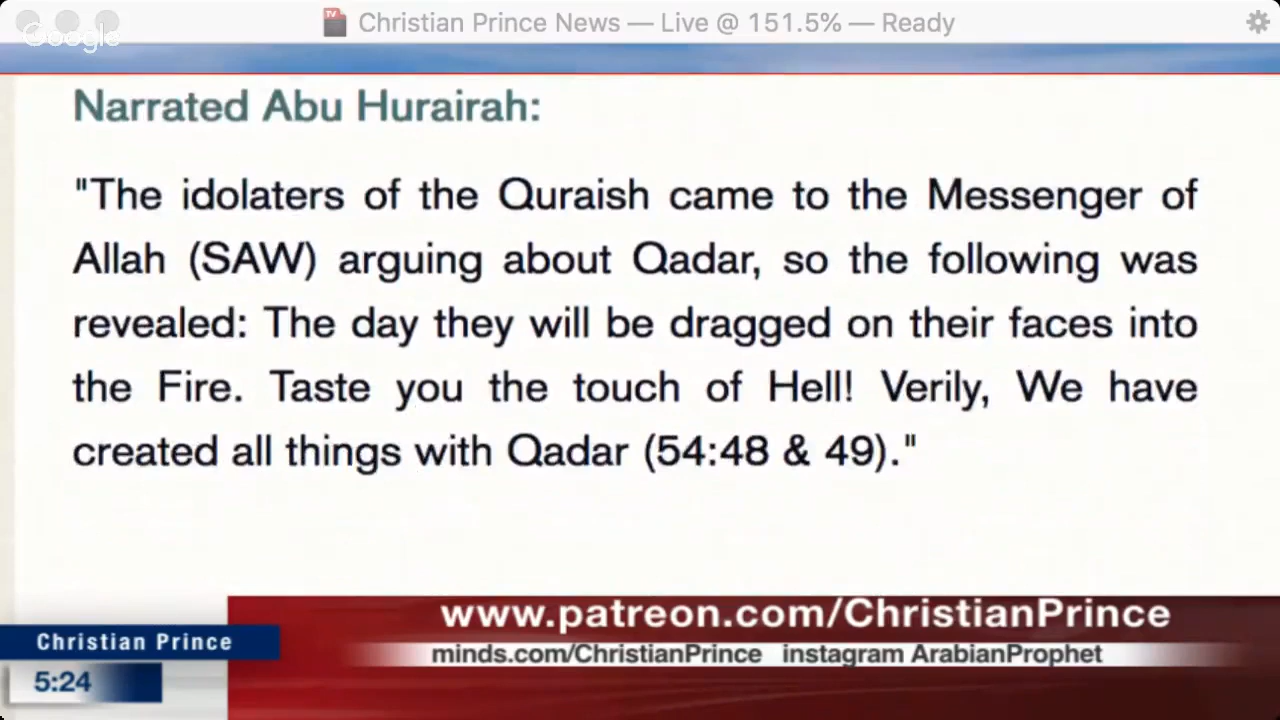 Christian Prince News — Live @ 151.5% — Ready
Google
Narrated Abu Hurairah:
"The idolaters of the Quraish came to the Messenger of
Allah (SAW) arguing about Qadar, so the following was
revealed: The day they will be dragged on their faces into
the Fire. Taste you the touch of Hell! Verily, We have
created all things with Qadar (54:48 & 49)."
www.patreon.com/ChristianPrince
Christian Prince
minds.com/ChristianPrince instagram ArabianProphet
5:24